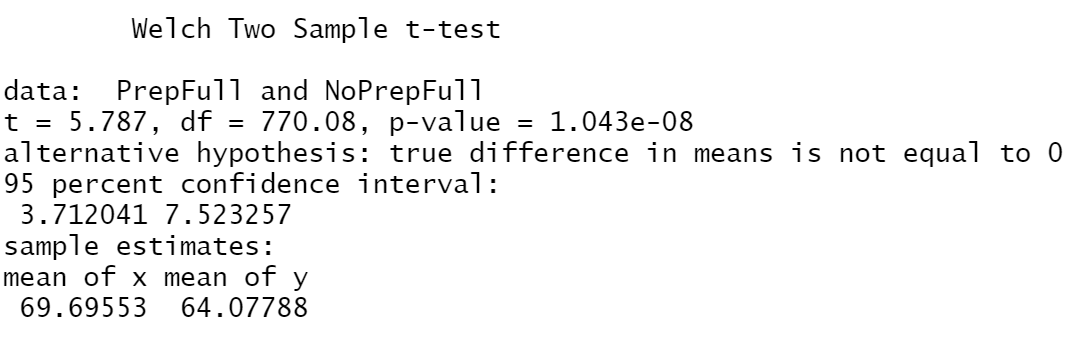 Welch Two Sample t-test
data:  PrepFull and NoPrepFull
t = 5.787, df = 770.08, p-value = 1.043e-08
alternative hypothesis: true difference in means is not equal to 0
95 percent confidence interval:
 3.712041 7.523257
sample estimates:
mean of x mean of y
 69.69553  64.07788